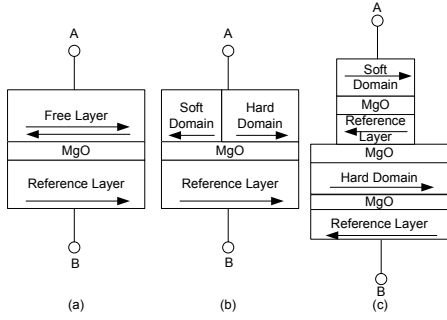 A
Free Layer
MgO
Reference Layer
B
(a)
A
Soft
Domain
Hard
Domain
MgO
Reference Layer
B
(b)
A
Soft
Domain
MgO
Reference
Layer
MgO
Hard Domain
MgO
Reference Layer
B
(c)